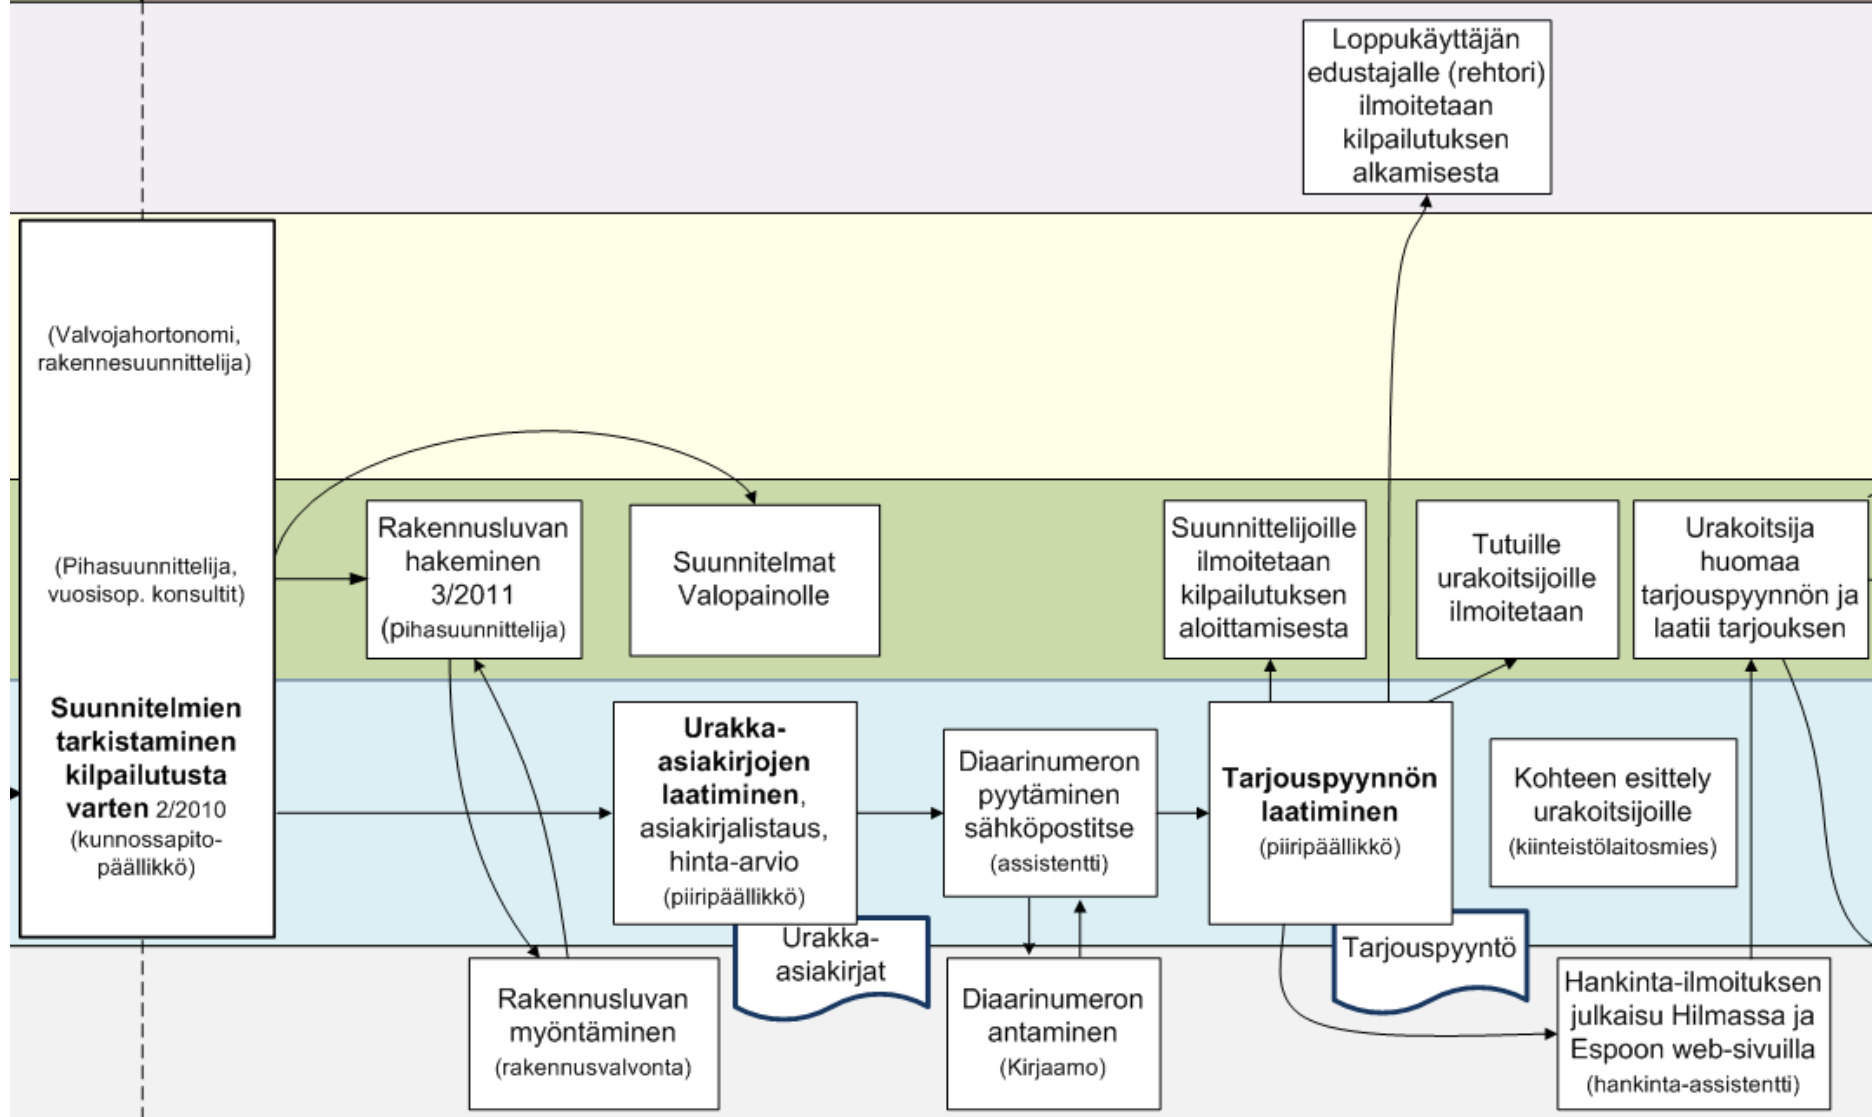 Loppukäyttäjän
edustajalle (rehtori)
ilmoitetaan
kilpailutuksen
alkamisesta
(Valvojahortonomi,
rakennesuunnittelija)
(Pihasuunnittelija,
vuosisop. konsultit)
Suunnitelmien
tarkistaminen
kilpailutusta
varten 2/2010
(kunnossapito-
päällikkö)
Rakennusluvan
hakeminen
3/2011
(pihasuunnittelija)
Suunnitelmat
Valopainolle
Suunnittelijoille
ilmoitetaan
kilpailutuksen
aloittamisesta
Tutuille
urakoitsijoille
ilmoitetaan
Urakoitsija
huomaa
tarjouspyynnön ja
laatii tarjouksen
Urakka-
asiakirjojen
laatiminen,
asiakirjalistaus,
hinta-arvio
(piiripäällikkö)
Diaarinumeron
pyytäminen
sähköpostitse
(assistentti)
Tarjouspyynnön
laatiminen
(piiripäällikkö)
Kohteen esittely
urakoitsijoille
(kiinteistölaitosmies)
Rakennusluvan
myöntäminen
(rakennusvalvonta)
Urakka-
asiakirjat
Diaarinumeron
antaminen
(Kirjaamo)
Tarjouspyyntö
Hankinta-ilmoituksen
julkaisu Hilmassa ja
Espoon web-sivuilla
(hankinta-assistentti)